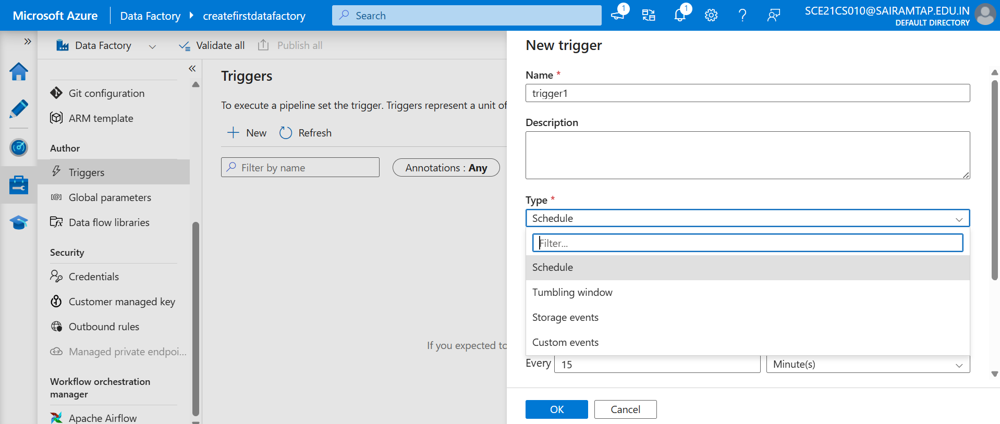 Microsoft Azure
Data Factory
createfirstdatafactory
Search
1
1
SCE21CS010@SAIRAMTAP.EDU.IN
DEFAULT DIRECTORY
Data Factory
Validate all
Publish all
Git configuration
ARM template
Author
Triggers
Global parameters
Data flow libraries
Security
Credentials
Customer managed key
Outbound rules
Managed private endpoi...
Workflow orchestration
manager
Apache Airflow
Triggers
To execute a pipeline set the trigger. Triggers represent a unit of
New
Refresh
Filter by name
Annotations : Any
If you expected to
New trigger
Name *
trigger1
Description
Type *
Schedule
Filter...
Schedule
Tumbling window
Storage events
Custom events
Every 15 Minute(s)
OK
Cancel